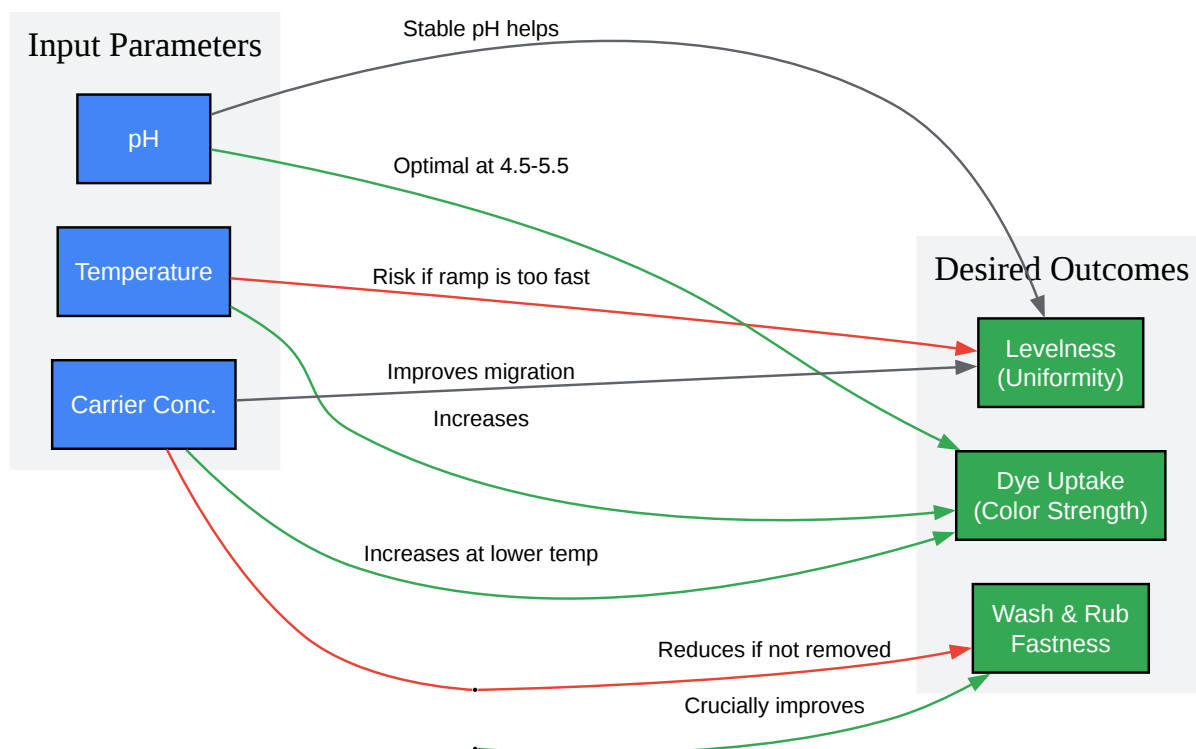 Input Parameters
pH
Temperature
Carrier Conc.
Stable pH helps
Optimal at 4.5-5.5
Risk if ramp is too fast
Improves migration
Increases
Increases at lower temp
Reduces if not removed
Crucially improves
Desired Outcomes
Levelness
(Uniformity)
Dye Uptake
(Color Strength)
Wash & Rub
Fastness